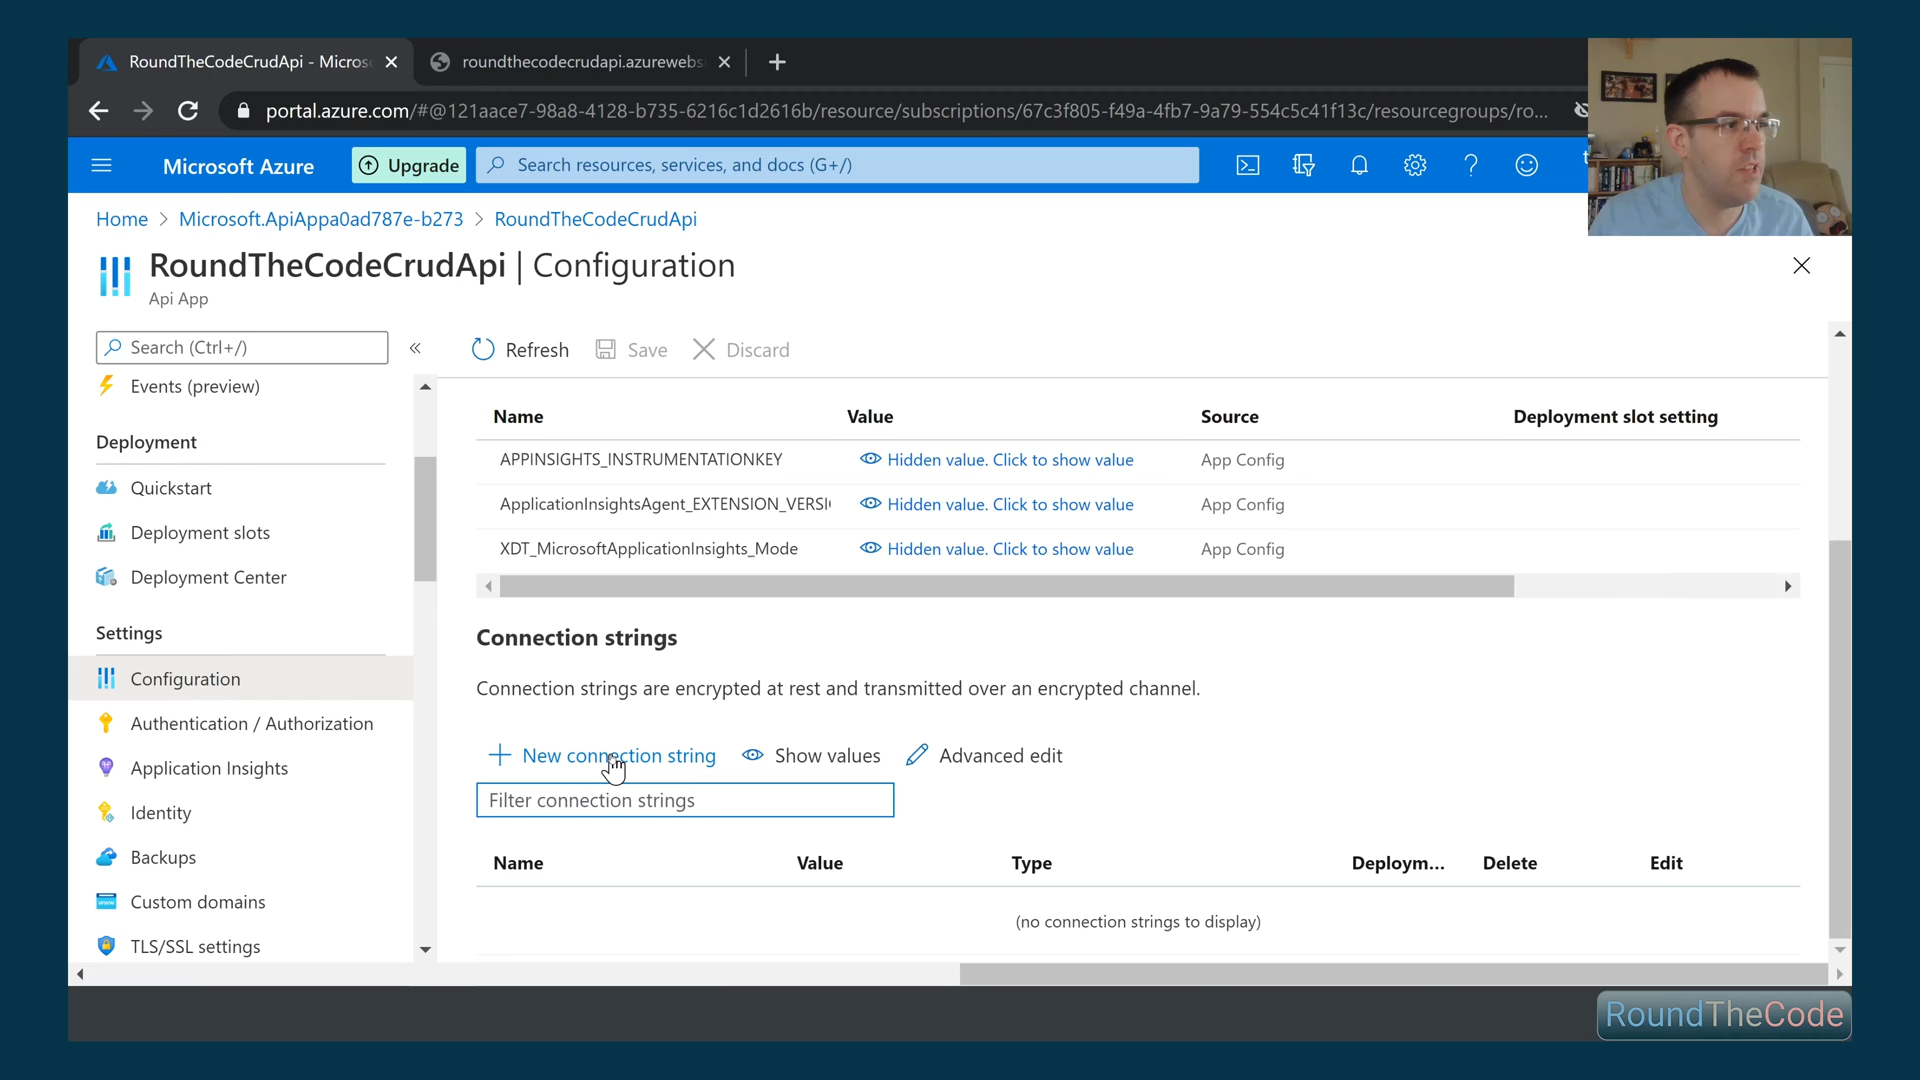 RoundTheCodeCrudApi - Micros
roundthecodecrudapi.azurewebs
portal.azure.com/#@121aace7-98a8-4128-b735-6216c1d2616b/resource/subscriptions/67c3f805-f49a-4fb7-9a79-554c5c41f13c/resourcegroups/ro...
Microsoft Azure
Upgrade
Search resources, services, and docs (G+/)
Home > Microsoft.ApiAppa0ad787e-b273 > RoundTheCodeCrudApi
RoundTheCodeCrudApi | Configuration
Api App
Search (Ctrl+/)
«
Refresh
Save
Discard
Events (preview)
Deployment
Quickstart
Deployment slots
Deployment Center
Settings
Configuration
Authentication / Authorization
Application Insights
Identity
Backups
Custom domains
TLS/SSL settings
Name Value Source Deployment slot setting
APPINSIGHTS_INSTRUMENTATIONKEY Hidden value. Click to show value App Config
ApplicationInsightsAgent_EXTENSION_VERSI Hidden value. Click to show value App Config
XDT_MicrosoftApplicationInsights_Mode Hidden value. Click to show value App Config
Connection strings
Connection strings are encrypted at rest and transmitted over an encrypted channel.
New connection string Show values Advanced edit
Filter connection strings
Name Value Type Deploym... Delete Edit
(no connection strings to display)
RoundTheCode